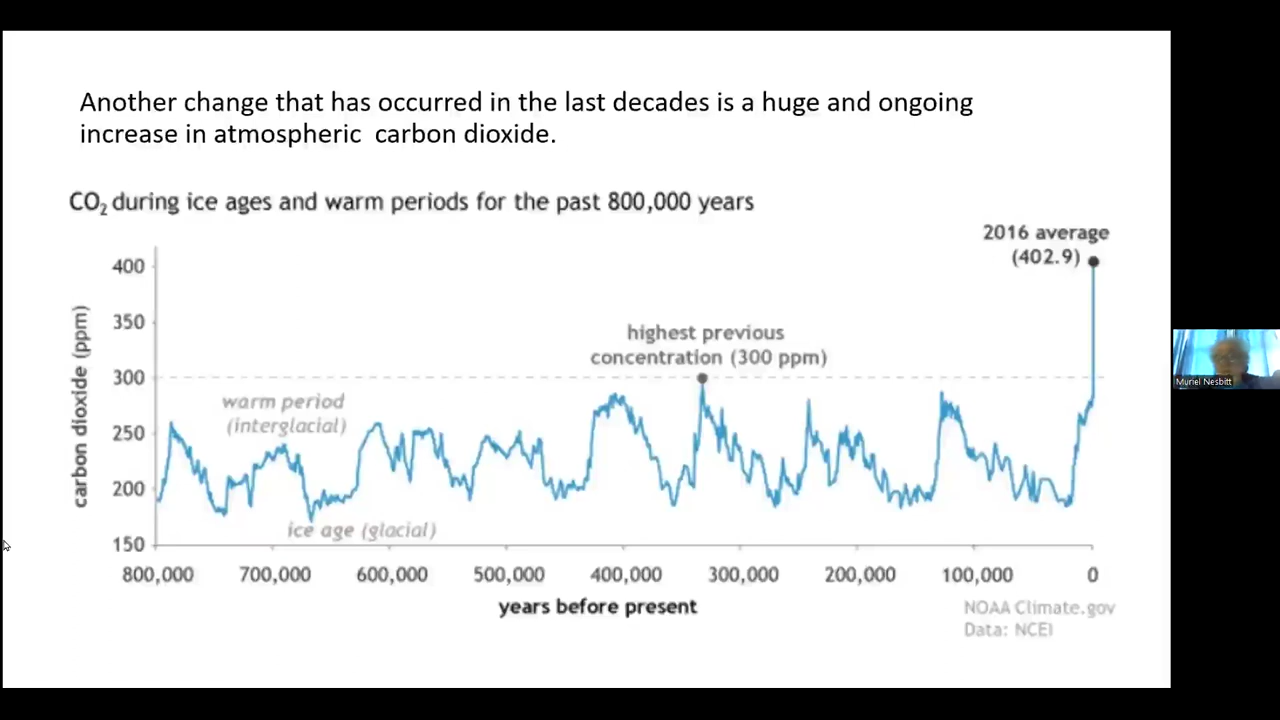 Another change that has occurred in the last decades is a huge and ongoing
increase in atmospheric  carbon dioxide.
CO₂ during ice ages and warm periods for the past 800,000 years
2016 average
(402.9)
400
350
300
250
200
150
carbon dioxide (ppm)
highest previous
concentration (300 ppm)
warm period
(interglacial)
ice age (glacial)
800,000 700,000 600,000 500,000 400,000 300,000 200,000 100,000 0
years before present
NOAA Climate.gov
Data: NCEI
Muriel Nesbitt